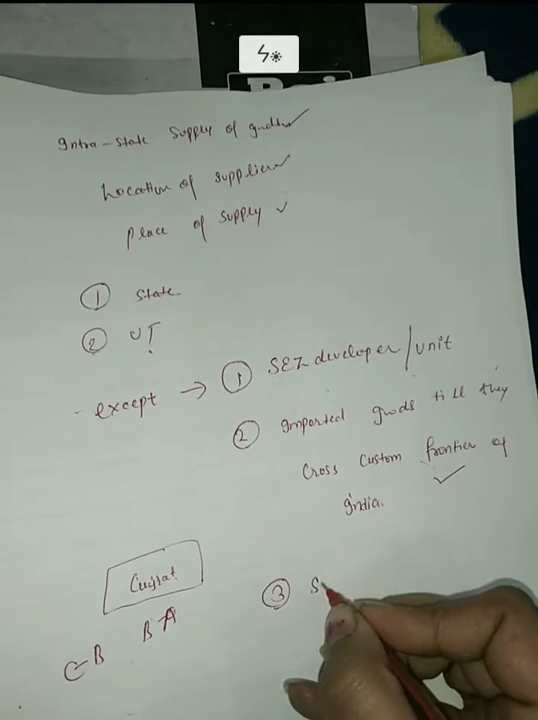 Intra-state supply of goods
Location of supplier
place of supply
① state
② UT
except → ① SEZ developer/unit
② Imported goods till they
cross custom frontier of
India.
Gujrat
③ S
B A
C B